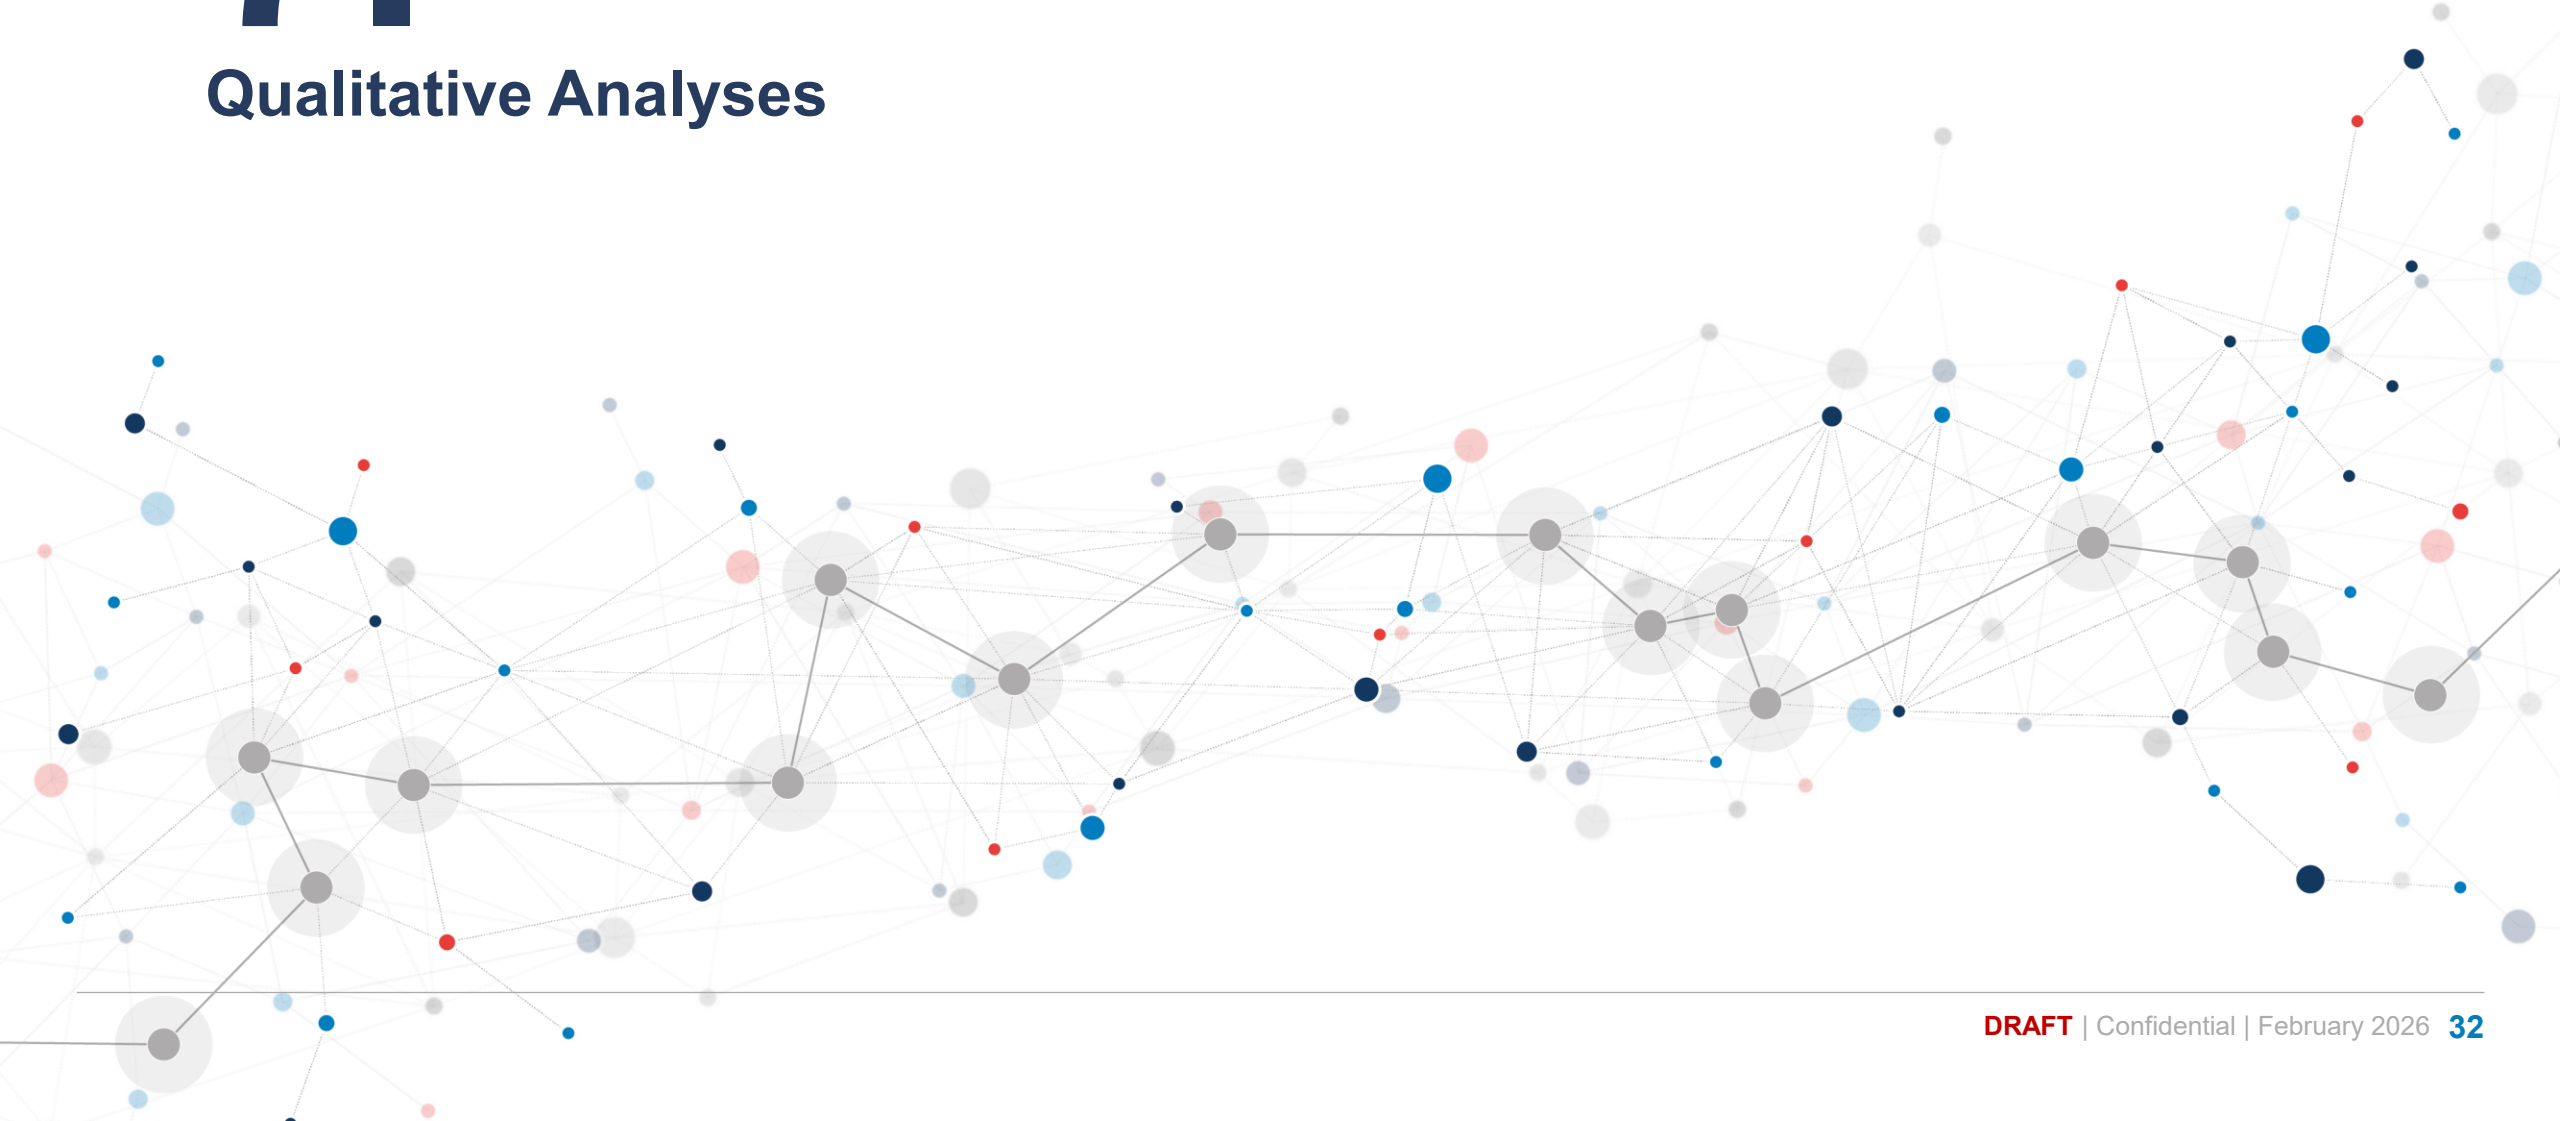 Qualitative Analyses
DRAFT | Confidential | February 2026 32